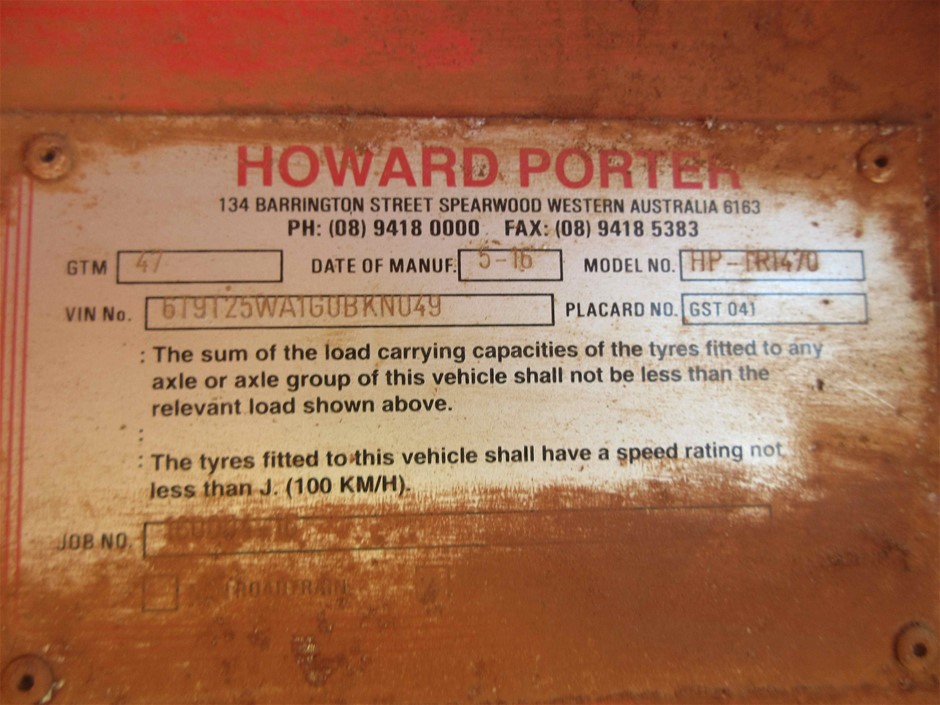 HOWARD PORTER
134 BARRINGTON STREET SPEARWOOD WESTERN AUSTRALIA 6163
PH: (08) 9418 0000 FAX: (08) 9418 5383
GTM 47 DATE OF MANUF. 5-16 MODEL NO. HP-TRI470
VIN No. 6T9T25WA1G0BKN049 PLACARD NO. GST 041
: The sum of the load carrying capacities of the tyres fitted to any
axle or axle group of this vehicle shall not be less than the
relevant load shown above.
:
: The tyres fitted to this vehicle shall have a speed rating not
less than J. (100 KM/H).
JOB NO.
ROAD TRAIN